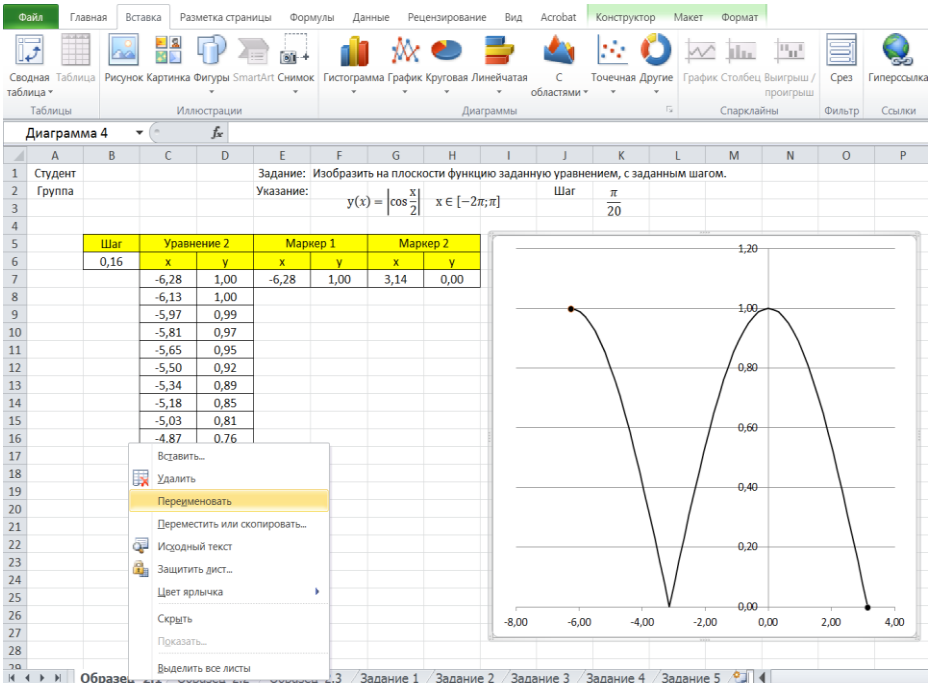 Файл Главная Вставка Разметка страницы Формулы Данные Рецензирование Вид Acrobat Конструктор Макет Формат
Сводная таблица Таблица Рисунок Картинка Фигуры SmartArt Снимок Гистограмма График Круговая Линейчатая С областями Точечная Другие График Столбец Выигрыш / проигрыш Срез Гиперссылка
Таблицы Иллюстрации Диаграммы Спарклайны Фильтр Ссылки
Диаграмма 4 fx
A B C D E F G H I J K L M N O P
1 Студент Задание: Изобразить на плоскости функцию заданную уравнением, с заданным шагом.
2 Группа Указание: y(x) = |cos x/2| x ∈ [−2π; π] Шаг π/20
3
4
5 Шаг Уравнение 2 Маркер 1 Маркер 2
6 0,16 x y x y x y
7 -6,28 1,00 -6,28 1,00 3,14 0,00
8 -6,13 1,00
9 -5,97 0,99
10 -5,81 0,97
11 -5,65 0,95
12 -5,50 0,92
13 -5,34 0,89
14 -5,18 0,85
15 -5,03 0,81
16 -4,87 0,76
17
18
19
20
21
22
23
24
25
26
27
28
29
Вставить...
Удалить
Переименовать
Переместить или скопировать...
Исходный текст
Защитить лист...
Цвет ярлычка
Скрыть
Показать...
Выделить все листы
1,20
1,00
0,80
0,60
0,40
0,20
0,00
-8,00 -6,00 -4,00 -2,00 0,00 2,00 4,00
Образец 2.1 Образец 2.2 Образец 2.3 Задание 1 Задание 2 Задание 3 Задание 4 Задание 5